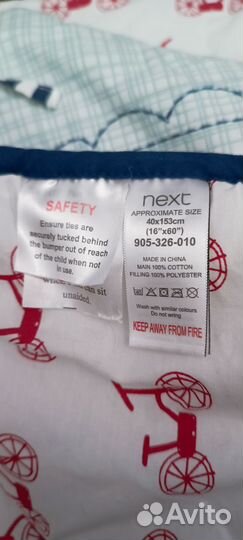 SAFETY
Ensure ties are
securely tucked behind
the bumper out of reach
of the child when not
in use.
can sit
unaided.
next
APPROXIMATE SIZE
40x153cm
(16"x60")
905-326-010
MADE IN CHINA
MAIN 100% COTTON
FILLING 100% POLYESTER
Wash with similar colours
Do not wring
KEEP AWAY FROM FIRE
Avito